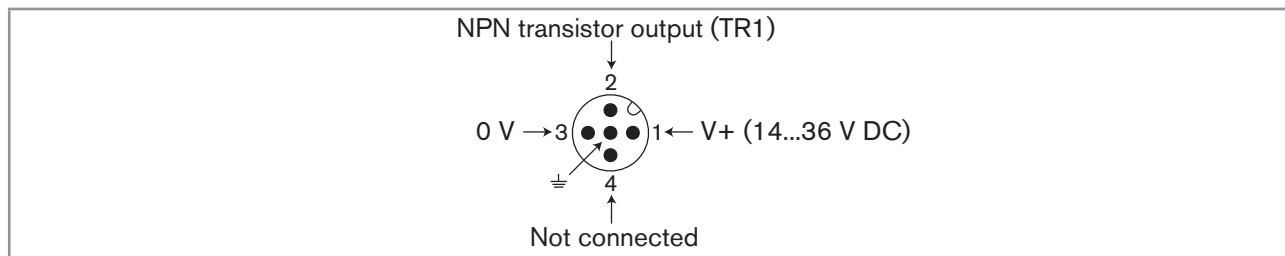 NPN transistor output (TR1)
2
0 V 3 1 V+ (14...36 V DC)
4
Not connected